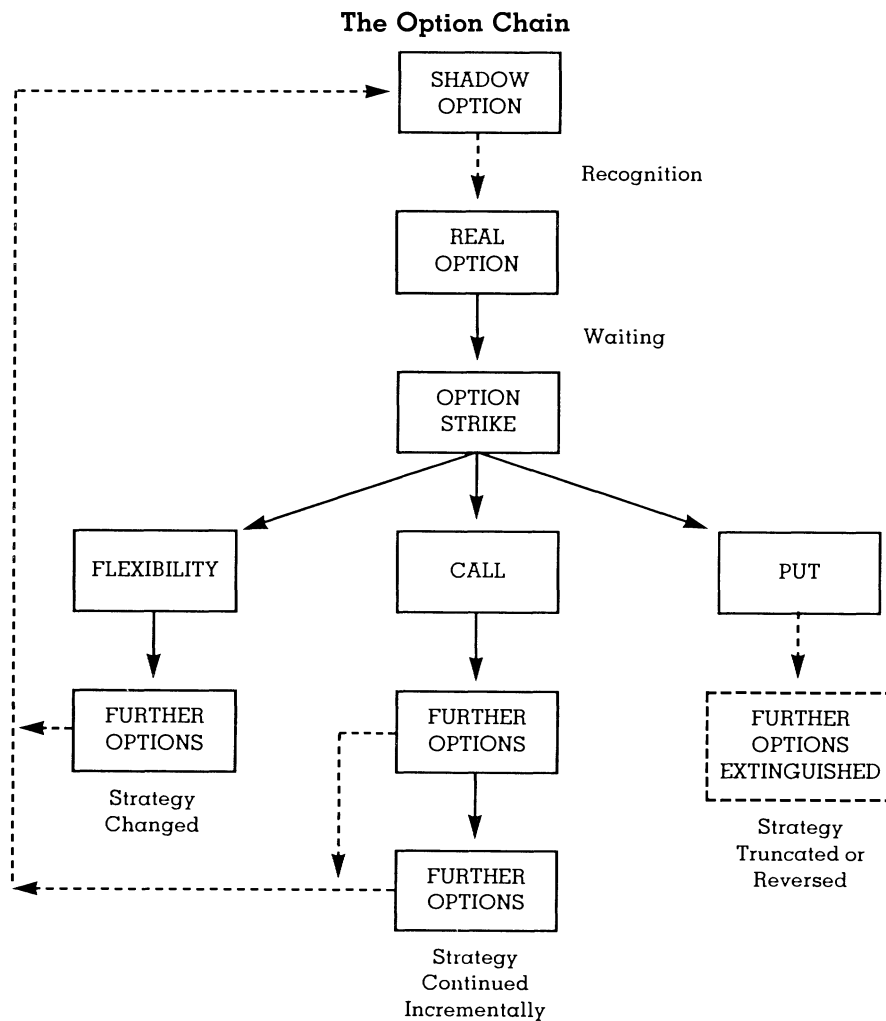 The Option Chain
SHADOW
OPTION
Recognition
REAL
OPTION
Waiting
OPTION
STRIKE
FLEXIBILITY
CALL
PUT
FURTHER
OPTIONS
Strategy
Changed
FURTHER
OPTIONS
FURTHER
OPTIONS
EXTINGUISHED
Strategy
Truncated or
Reversed
FURTHER
OPTIONS
Strategy
Continued
Incrementally